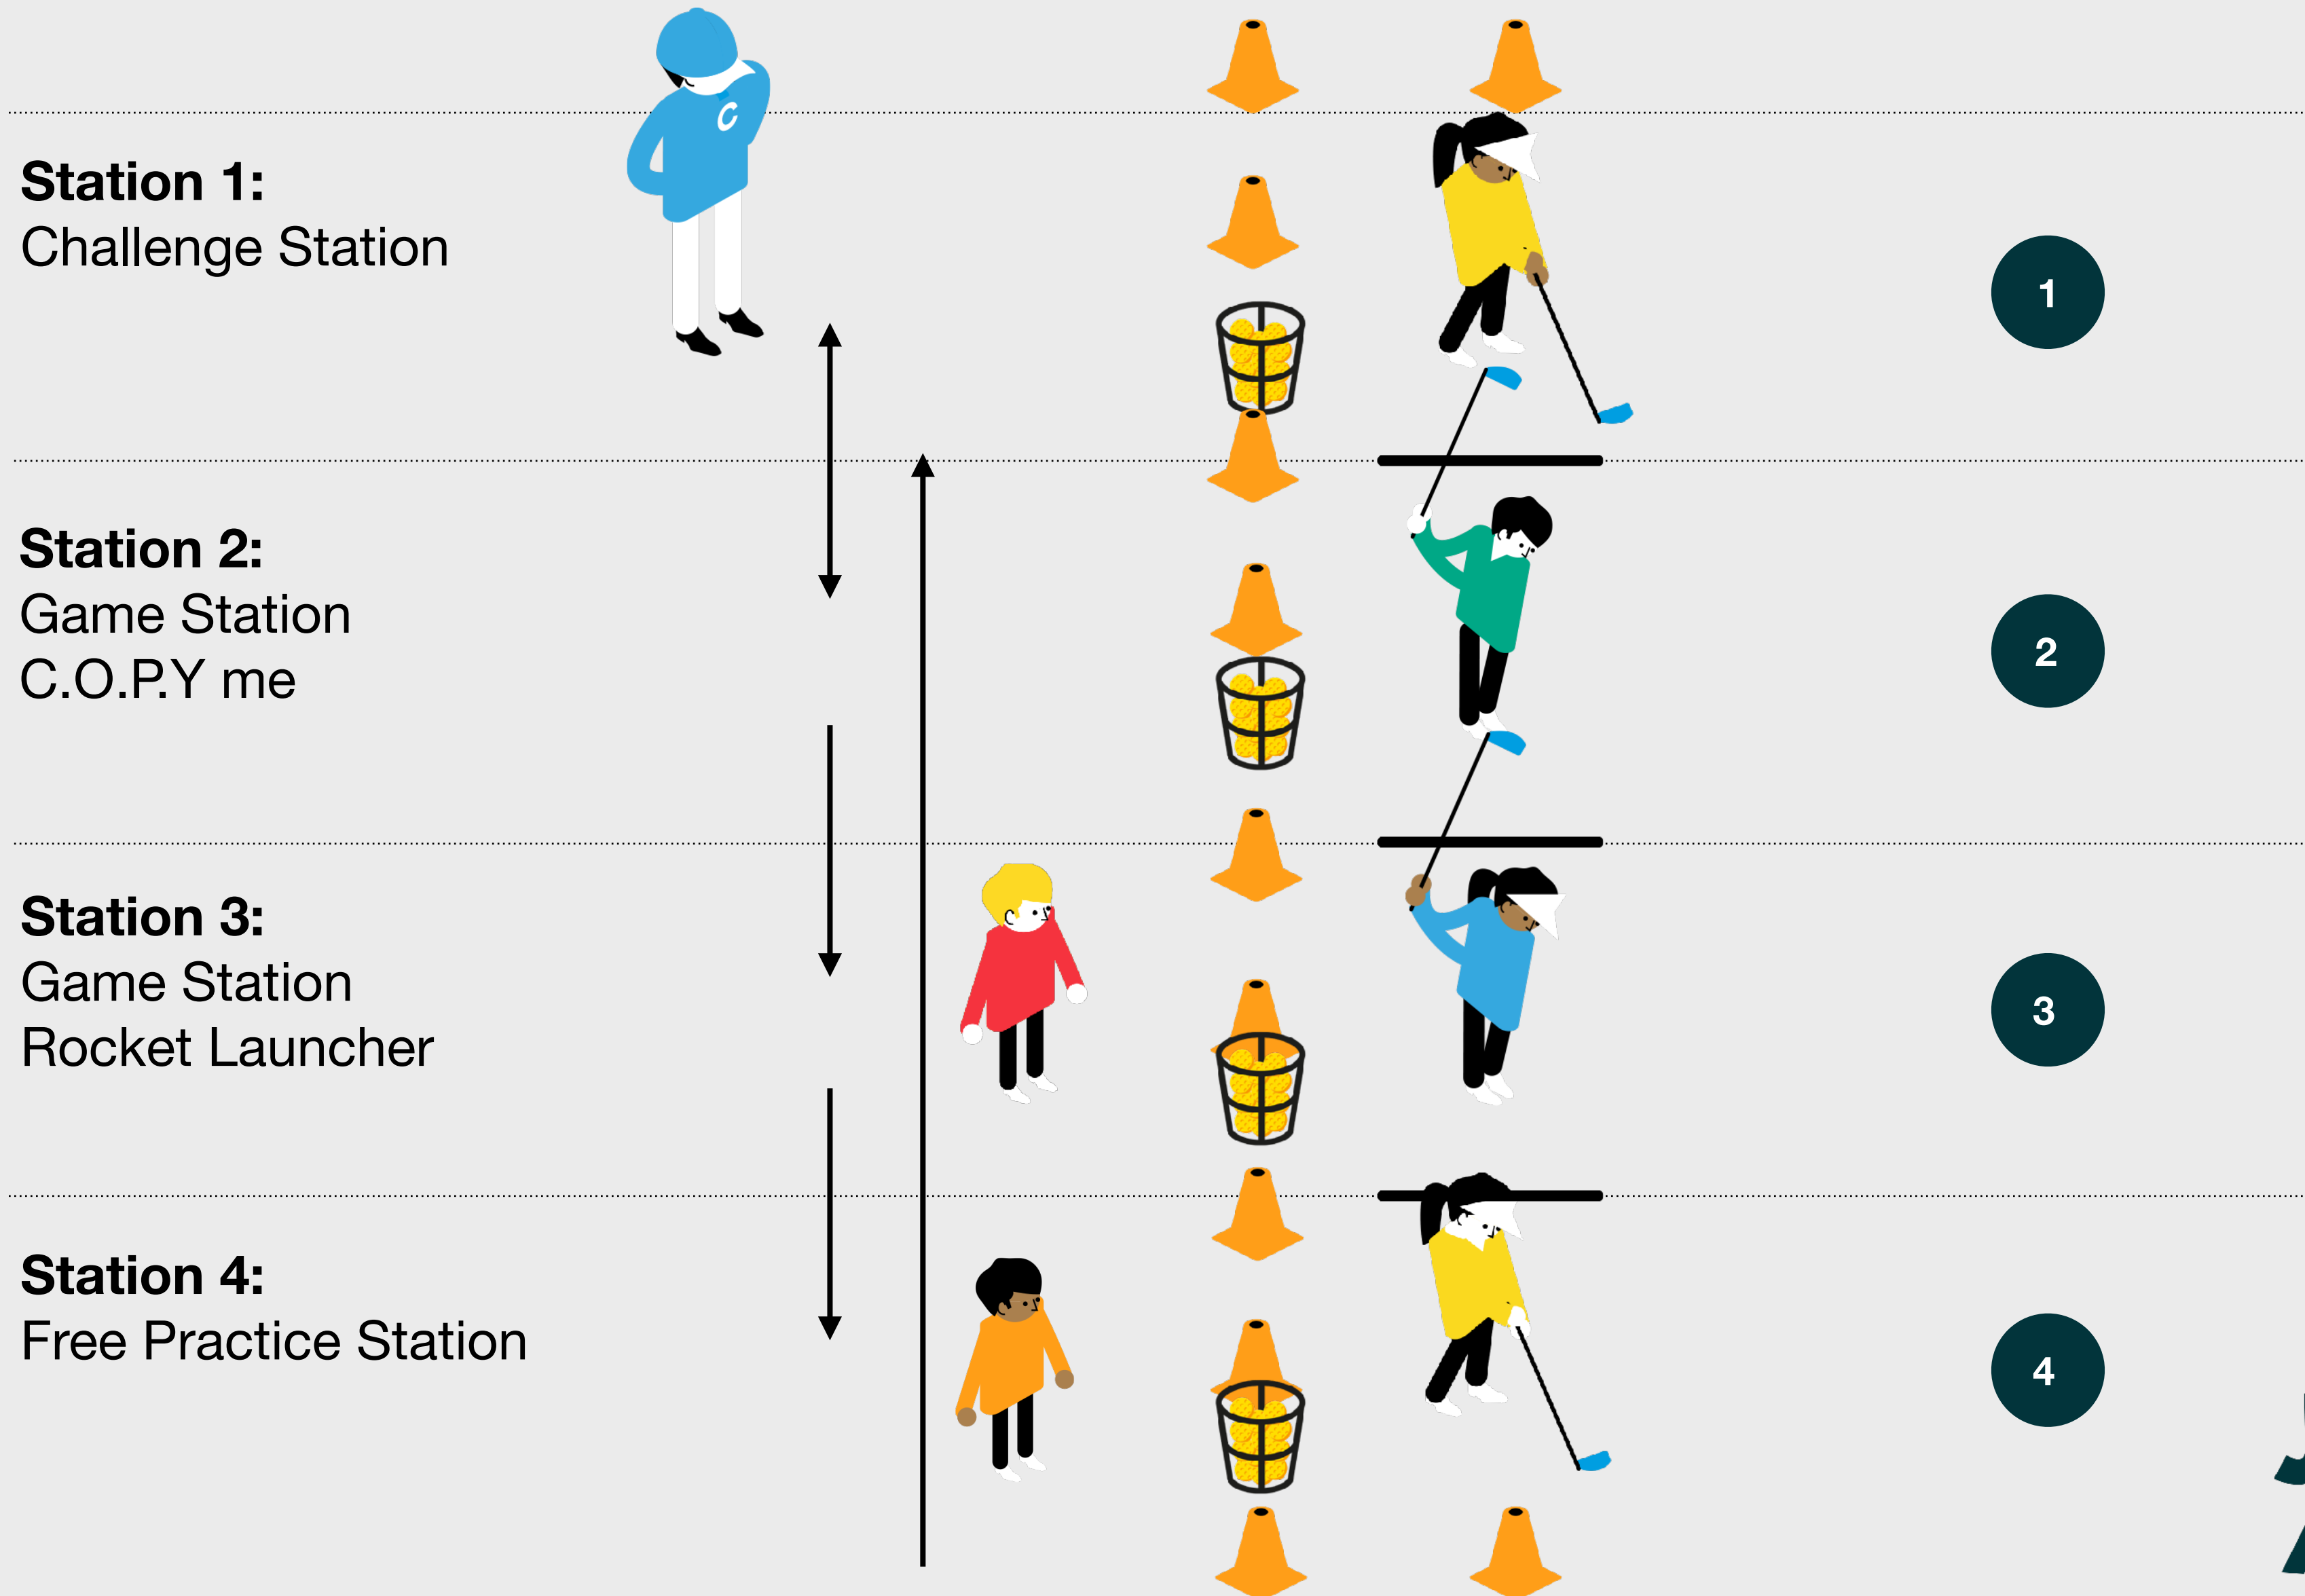 C
Station 1:
Challenge Station
1
Station 2:
Game Station
C.O.P.Y me
2
Station 3:
Game Station
Rocket Launcher
3
Station 4:
Free Practice Station
4